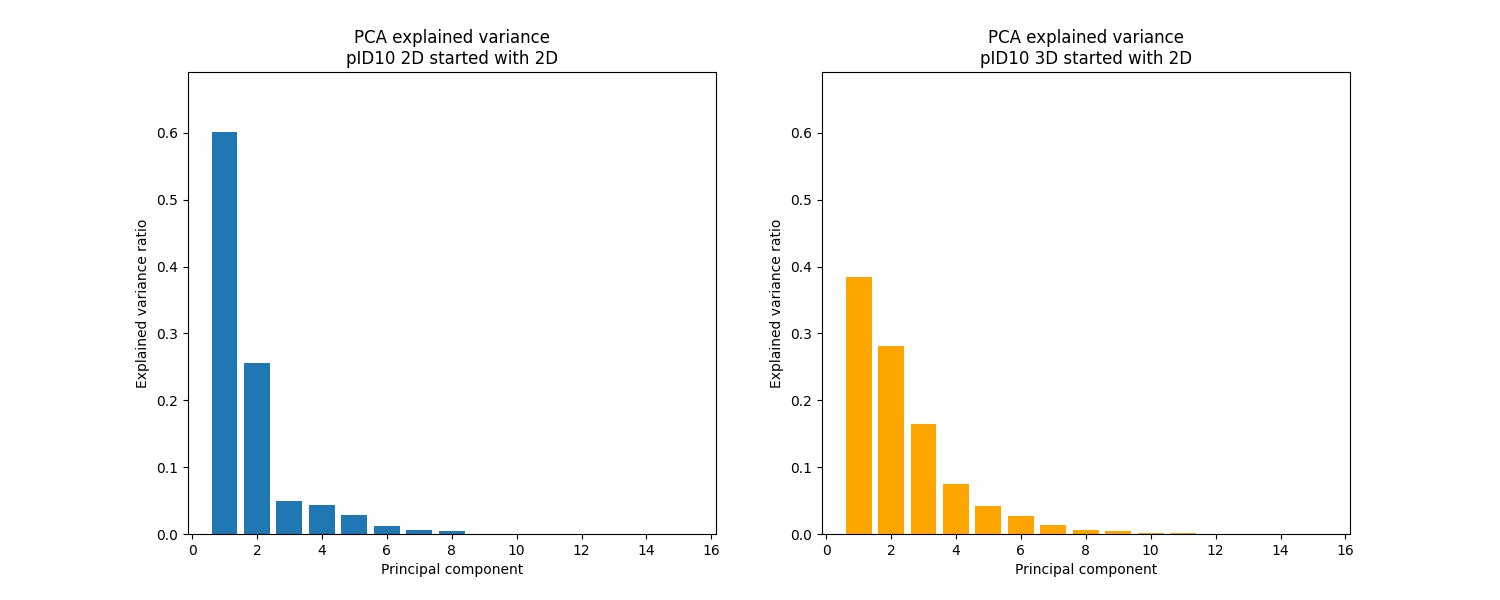 PCA explained variance
pID10 2D started with 2D
0.6
0.5
0.4
0.3
0.2
0.1
0.0
Explained variance ratio
0 2 4 6 8 10 12 14 16
Principal component
PCA explained variance
pID10 3D started with 2D
0.6
0.5
0.4
0.3
0.2
0.1
0.0
Explained variance ratio
0 2 4 6 8 10 12 14 16
Principal component